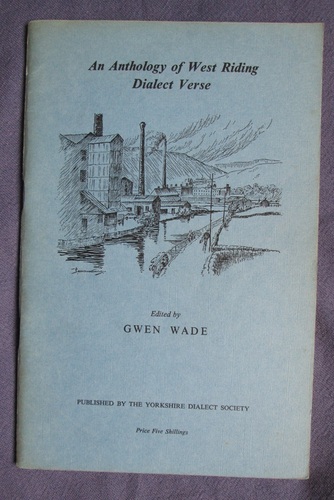 An Anthology of West Riding
Dialect Verse
Edited by
GWEN WADE
PUBLISHED BY THE YORKSHIRE DIALECT SOCIETY
Price Five Shillings